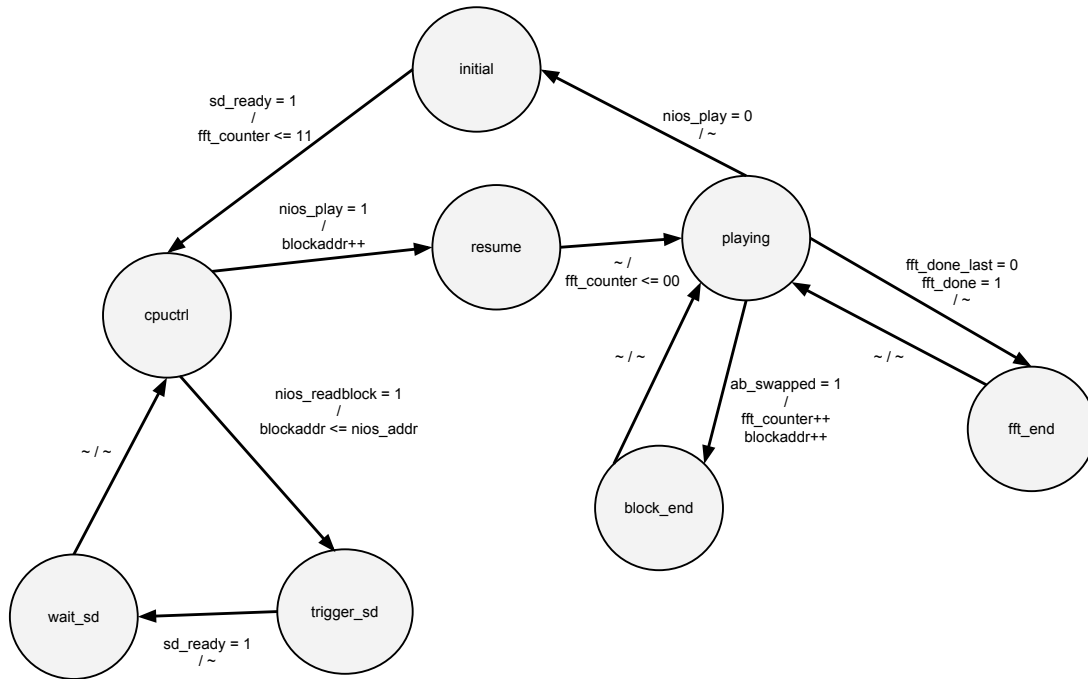 initial
sd_ready = 1
/
fft_counter <= 11
nios_play = 0
/ ~
nios_play = 1
/
blockaddr++
resume
playing
~ /
fft_counter <= 00
fft_done_last = 0
fft_done = 1
/ ~
cpuctrl
~ / ~
~ / ~
nios_readblock = 1
/
blockaddr <= nios_addr
ab_swapped = 1
/
fft_counter++
blockaddr++
fft_end
~ / ~
block_end
wait_sd
trigger_sd
sd_ready = 1
/ ~